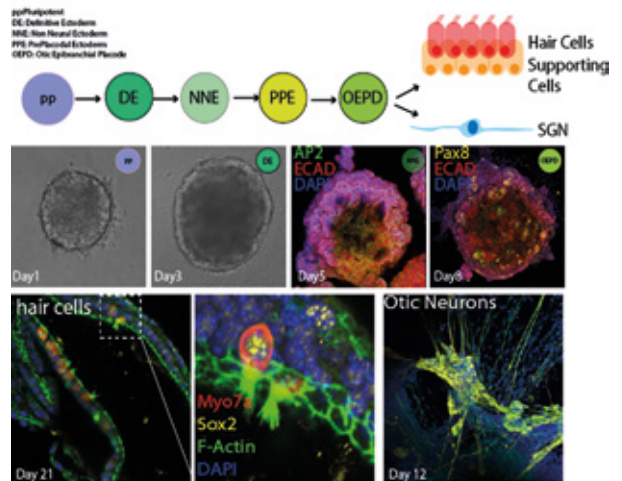 pp:Pluripotent
DE: Definitive Ectoderm
NNE: Non Neural Ectoderm
PPE: PrePlacodal Ectoderm
OEPD: Otic Epibranchial Placode
pp
DE
NNE
PPE
OEPD
Hair Cells
Supporting
Cells
SGN
PP
Day1
DE
Day3
AP2
ECAD
DAPI
NNE
Day5
Pax8
ECAD
DAPI
OEPD
Day8
hair cells
Day 21
Myo7a
Sox2
F-Actin
DAPI
Otic Neurons
Day 12